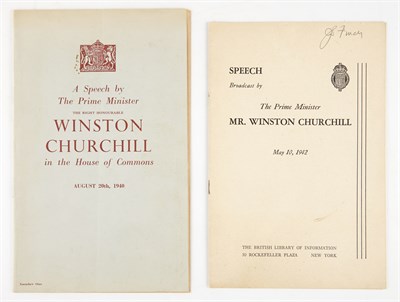 A Speech by
The Prime Minister
THE RIGHT HONOURABLE
WINSTON
CHURCHILL
in the House of Commons
AUGUST 20th, 1940
SPEECH
Broadcast by
The Prime Minister
MR. WINSTON CHURCHILL
May 10, 1942
THE BRITISH LIBRARY OF INFORMATION
30 ROCKEFELLER PLAZA NEW YORK